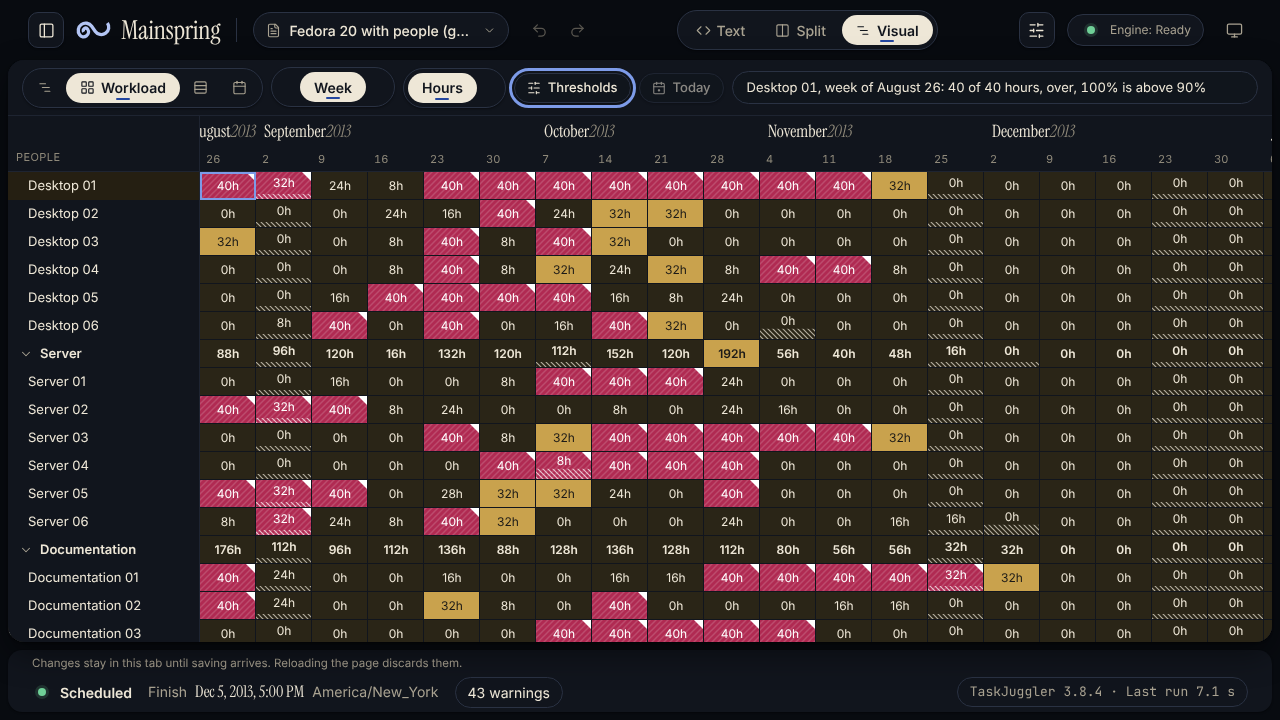 Mainspring
Fedora 20 with people (g...
Text
Split
Visual
Engine: Ready
Workload
Week
Hours
Thresholds
Today
Desktop 01, week of August 26: 40 of 40 hours, over, 100% is above 90%
ugust 2013 September 2013 October 2013 November 2013 December 2013
PEOPLE 26 2 9 16 23 30 7 14 21 28 4 11 18 25 2 9 16 23 30
Desktop 01 40h 32h 24h 8h 40h 40h 40h 40h 40h 40h 40h 40h 32h 0h 0h 0h 0h 0h 0h
Desktop 02 0h 0h 0h 24h 16h 40h 24h 32h 32h 0h 0h 0h 0h 0h 0h 0h 0h 0h 0h
Desktop 03 32h 0h 0h 8h 40h 8h 40h 32h 0h 0h 0h 0h 0h 0h 0h 0h 0h 0h 0h
Desktop 04 0h 0h 0h 8h 40h 8h 32h 24h 32h 8h 40h 40h 8h 0h 0h 0h 0h 0h 0h
Desktop 05 0h 0h 16h 40h 40h 40h 40h 16h 8h 24h 0h 0h 0h 0h 0h 0h 0h 0h 0h
Desktop 06 0h 8h 40h 0h 40h 0h 16h 40h 32h 0h 0h 0h 0h 0h 0h 0h 0h 0h 0h
Server 88h 96h 120h 16h 132h 120h 112h 152h 120h 192h 56h 40h 48h 16h 0h 0h 0h 0h 0h
Server 01 0h 0h 16h 0h 0h 8h 40h 40h 40h 24h 0h 0h 0h 0h 0h 0h 0h 0h 0h
Server 02 40h 32h 40h 8h 24h 0h 0h 8h 0h 24h 16h 0h 0h 0h 0h 0h 0h 0h 0h
Server 03 0h 0h 0h 0h 40h 8h 32h 40h 40h 40h 40h 40h 32h 0h 0h 0h 0h 0h 0h
Server 04 0h 0h 0h 0h 0h 40h 8h 40h 40h 40h 0h 0h 0h 0h 0h 0h 0h 0h 0h
Server 05 40h 32h 40h 0h 28h 32h 32h 24h 0h 40h 0h 0h 0h 0h 0h 0h 0h 0h 0h
Server 06 8h 32h 24h 8h 40h 32h 0h 0h 0h 24h 0h 0h 16h 16h 0h 0h 0h 0h 0h
Documentation 176h 112h 96h 112h 136h 88h 128h 136h 128h 112h 80h 56h 56h 32h 32h 0h 0h 0h 0h
Documentation 01 40h 24h 0h 0h 16h 0h 0h 16h 16h 40h 40h 40h 40h 32h 32h 0h 0h 0h 0h
Documentation 02 40h 24h 0h 0h 32h 8h 0h 40h 0h 0h 0h 16h 16h 0h 0h 0h 0h 0h 0h
Documentation 03 0h 0h 0h 0h 0h 0h 40h 40h 40h 40h 40h 0h 0h 0h 0h 0h 0h 0h 0h
Changes stay in this tab until saving arrives. Reloading the page discards them.
Scheduled Finish Dec 5, 2013, 5:00 PM America/New_York 43 warnings
TaskJuggler 3.8.4 · Last run 7.1 s